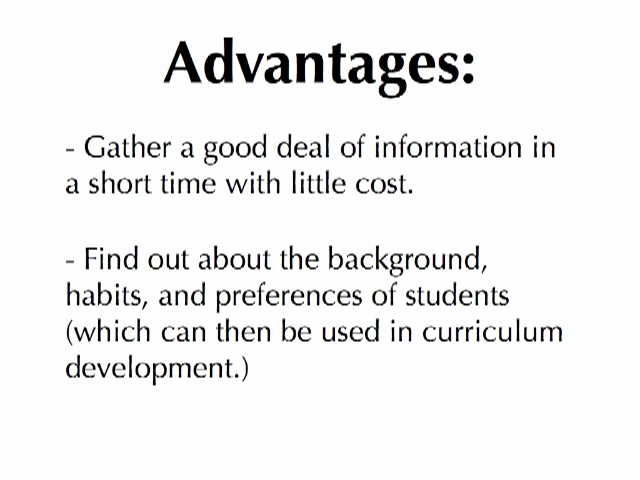 Advantages:
- Gather a good deal of information in
a short time with little cost.
- Find out about the background,
habits, and preferences of students
(which can then be used in curriculum
development.)